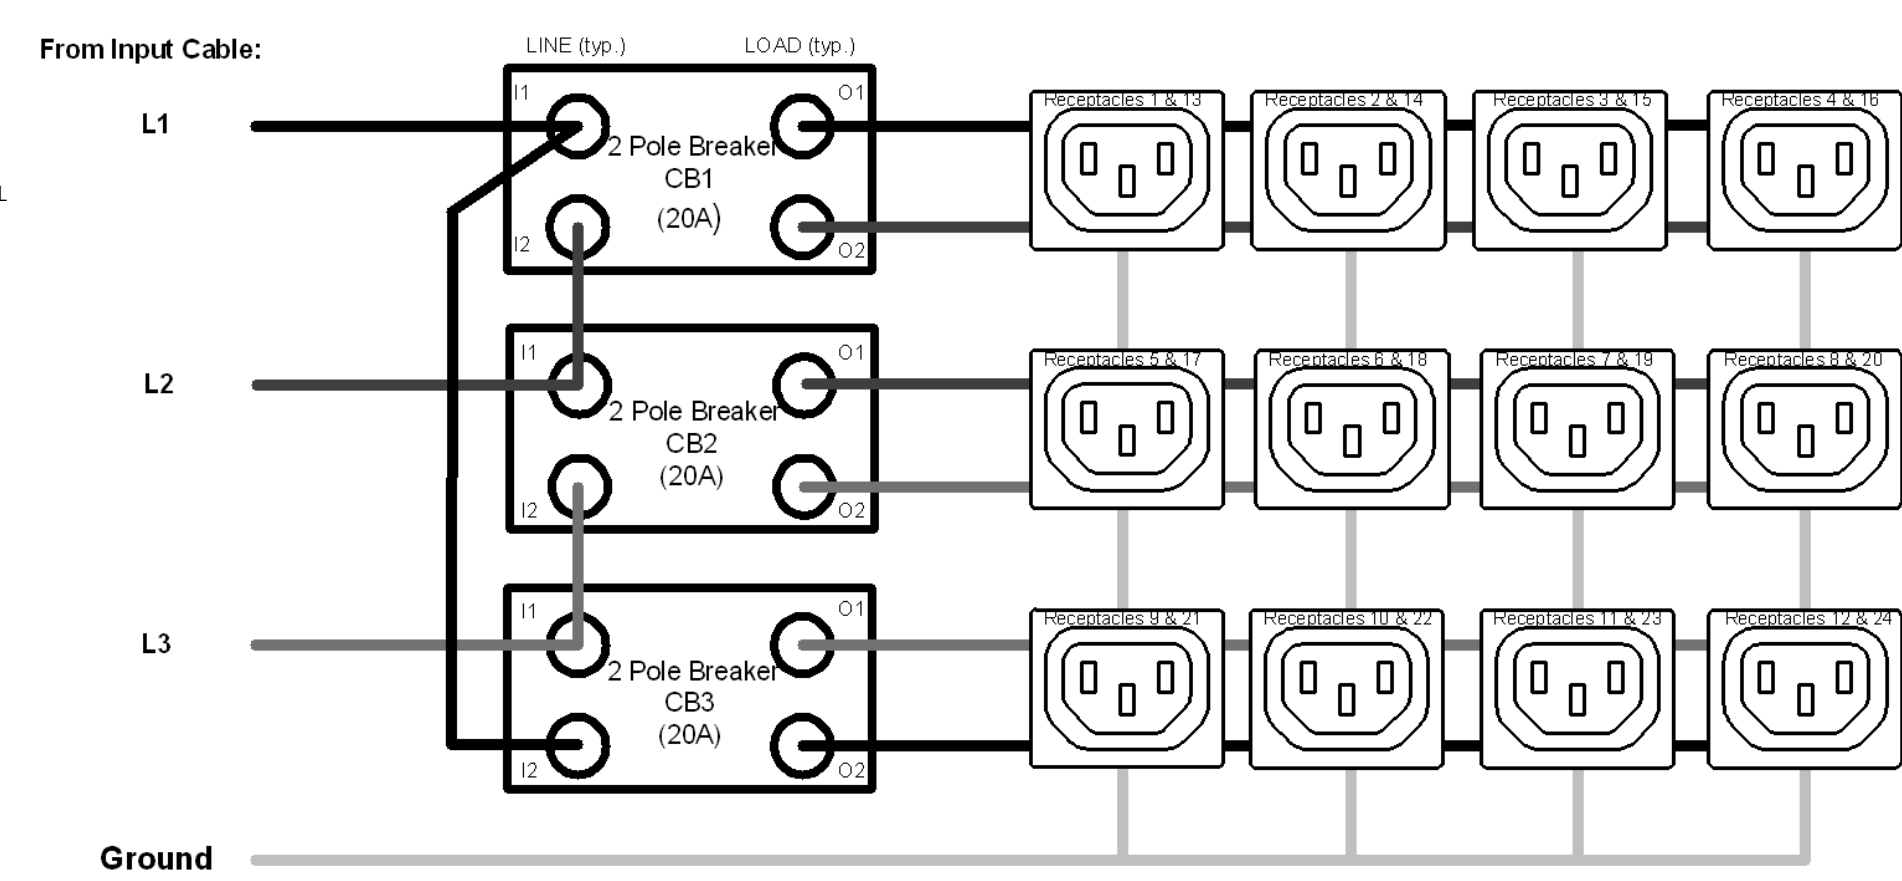 From Input Cable:
LINE (typ.)
LOAD (typ.)
I1
O1
Receptacles 1 & 13
Receptacles 2 & 14
Receptacles 3 & 15
Receptacles 4 & 16
L1
2 Pole Breaker
CB1
(20A)
L
I2
O2
I1
O1
Receptacles 5 & 17
Receptacles 6 & 18
Receptacles 7 & 19
Receptacles 8 & 20
L2
2 Pole Breaker
CB2
(20A)
I2
O2
I1
O1
Receptacles 9 & 21
Receptacles 10 & 22
Receptacles 11 & 23
Receptacles 12 & 24
L3
2 Pole Breaker
CB3
(20A)
I2
O2
Ground